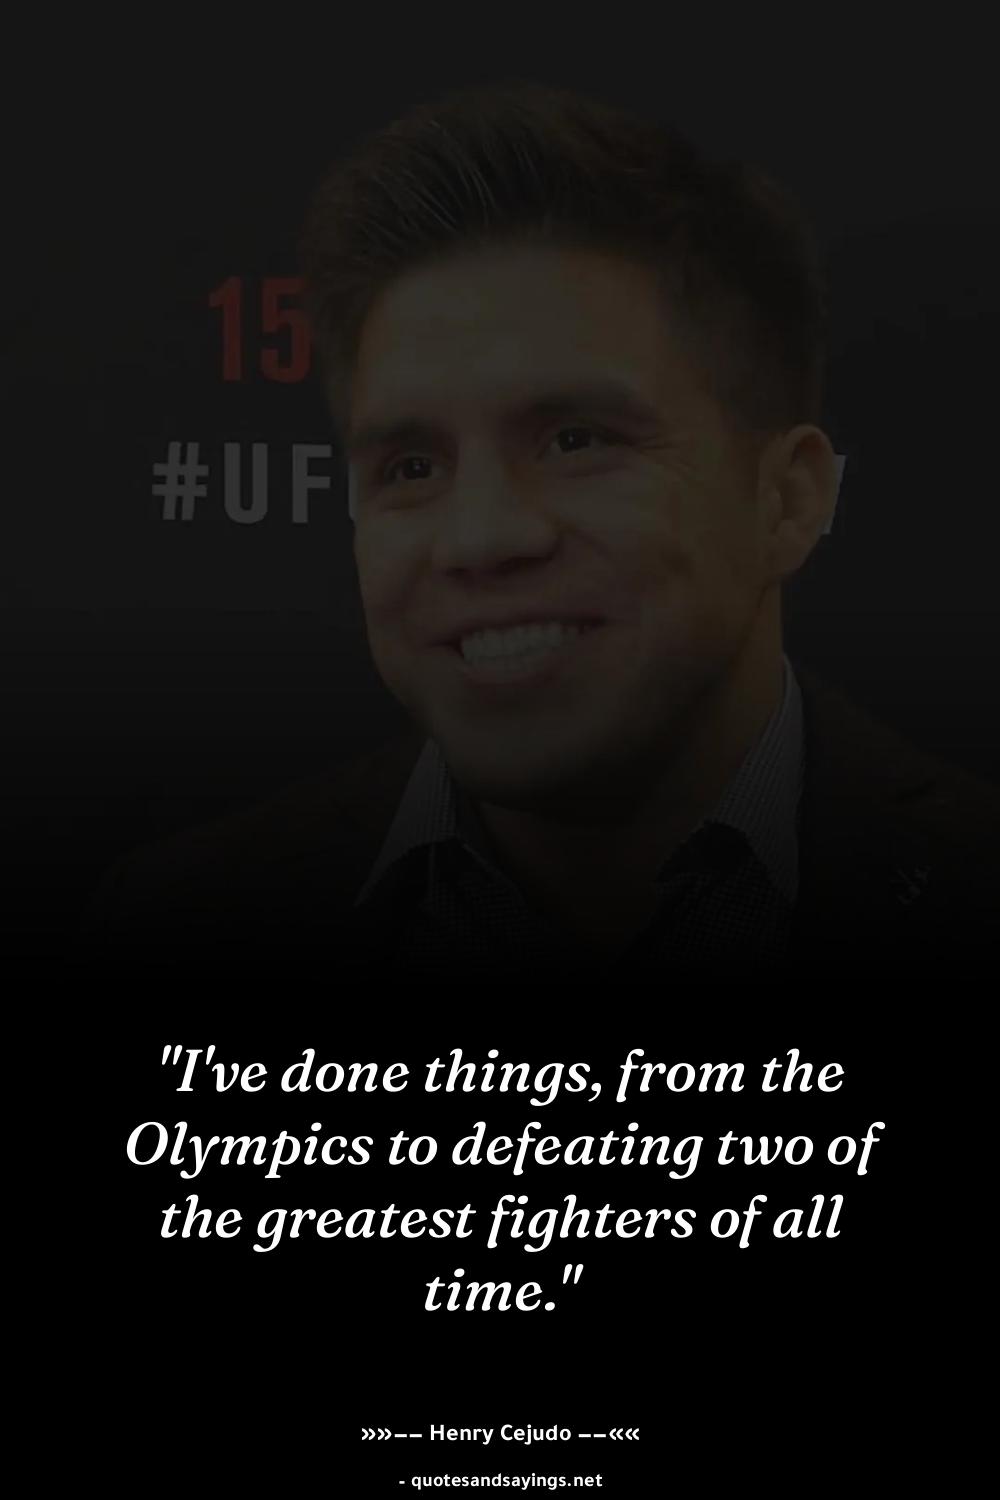 15
#UF
"I've done things, from the
Olympics to defeating two of
the greatest fighters of all
time."
»»—— Henry Cejudo ——««
- quotesandsayings.net